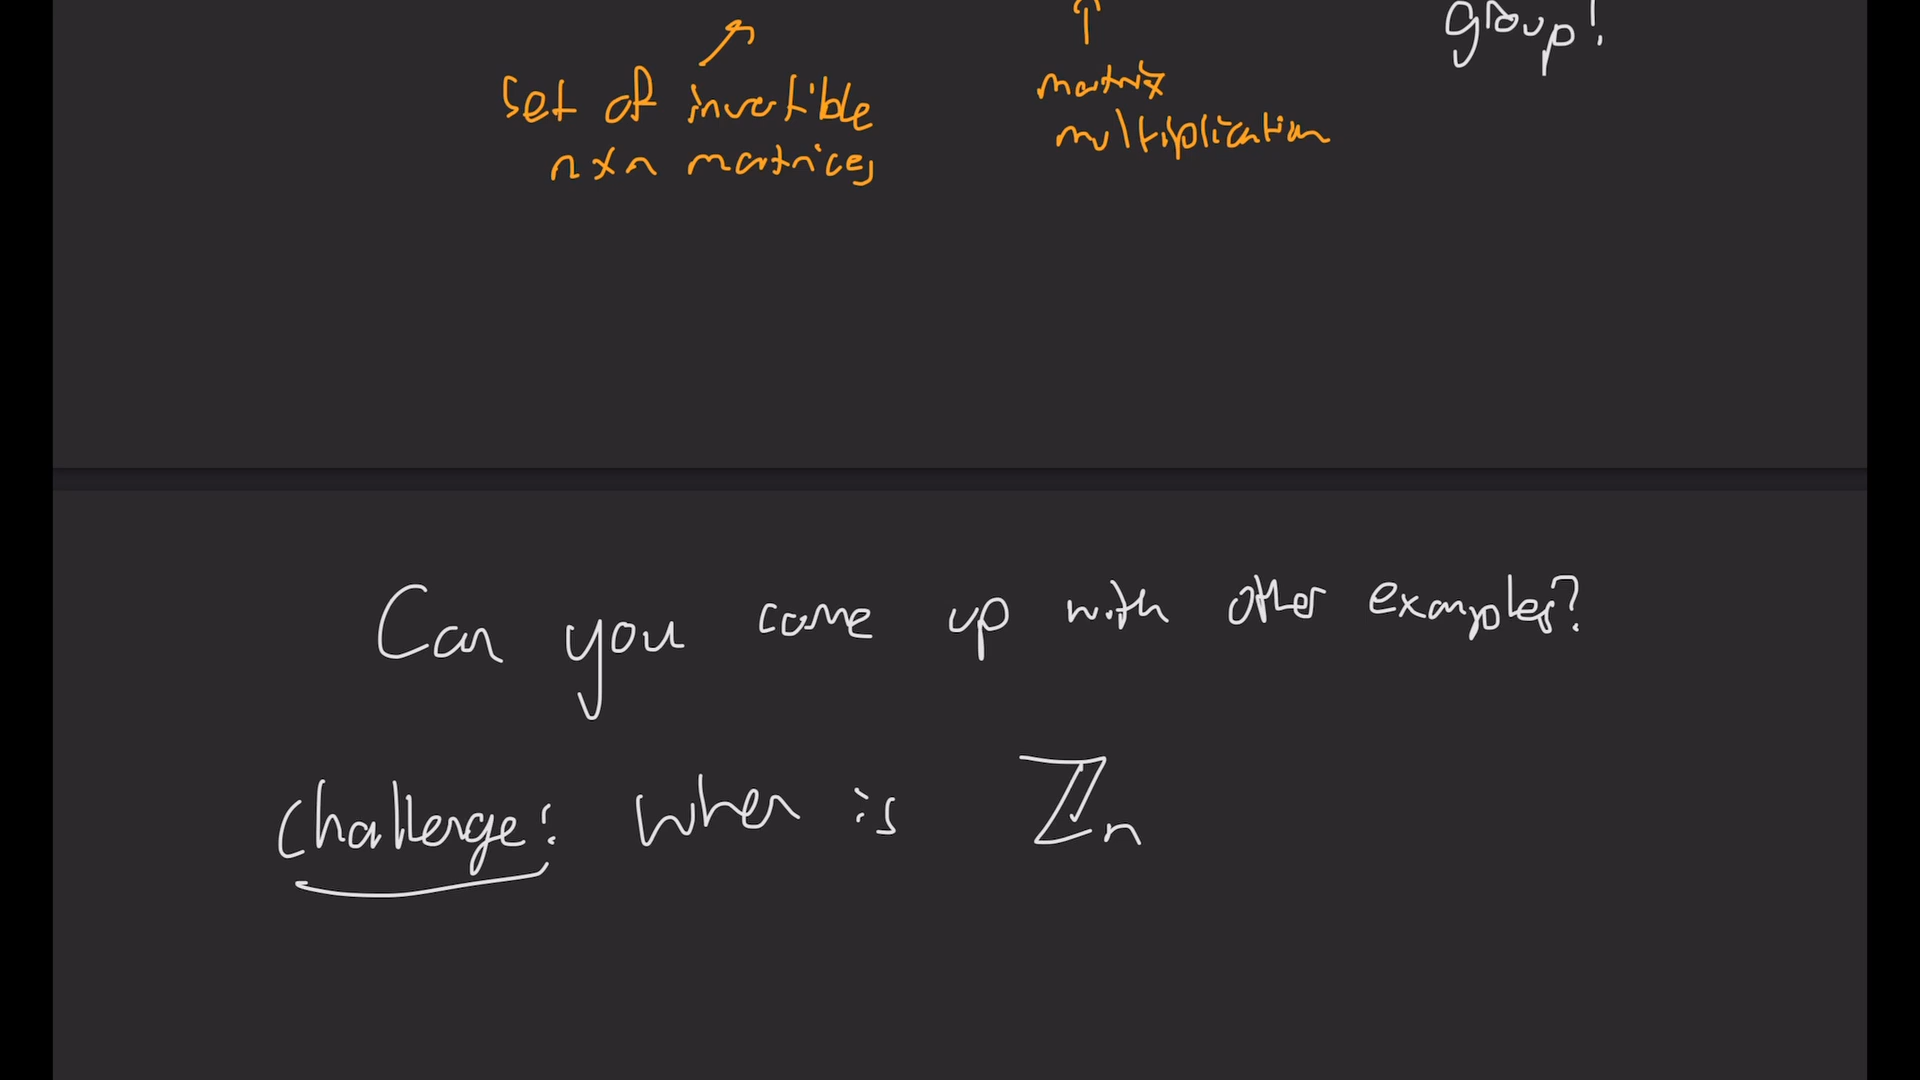 group!
set of invertible
n x n matrices
matrix
multiplication
Can you come up with other examples?
Challenge: When is ℤn